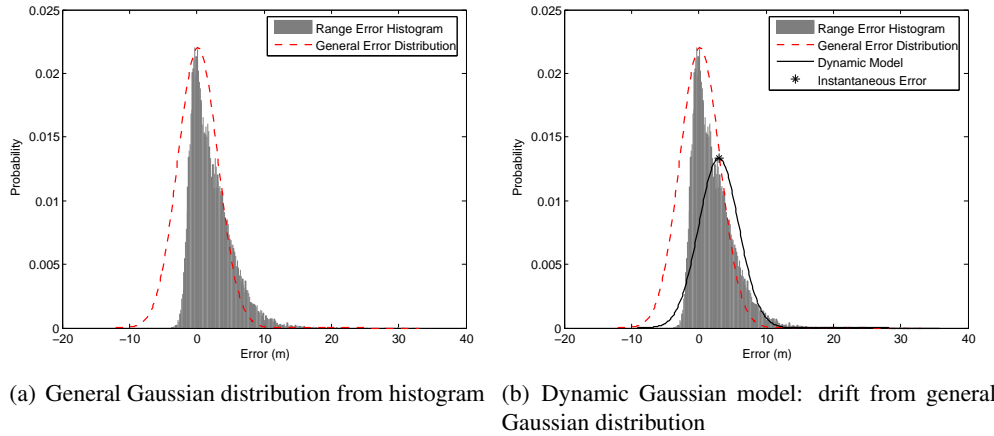 0.025
0.02
0.015
0.01
0.005
0
Probability
−20 −10 0 10 20 30 40
Error (m)
Range Error Histogram
General Error Distribution
0.025
0.02
0.015
0.01
0.005
0
Probability
−20 −10 0 10 20 30 40
Error (m)
Range Error Histogram
General Error Distribution
Dynamic Model
Instantaneous Error
(a) General Gaussian distribution from histogram
(b) Dynamic Gaussian model: drift from general
Gaussian distribution